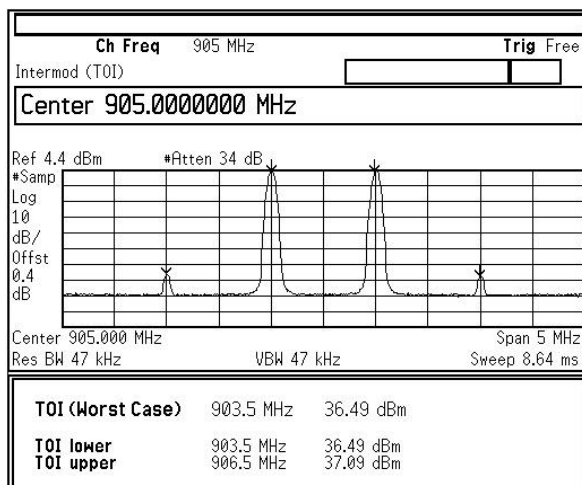 Ch Freq 905 MHz Trig Free
Intermod (TOI)
Center 905.0000000 MHz
Ref 4.4 dBm #Atten 34 dB
#Samp
Log
10
dB/
Offst
0.4
dB
Center 905.000 MHz Span 5 MHz
Res BW 47 kHz VBW 47 kHz Sweep 8.64 ms
TOI (Worst Case) 903.5 MHz 36.49 dBm
TOI lower 903.5 MHz 36.49 dBm
TOI upper 906.5 MHz 37.09 dBm